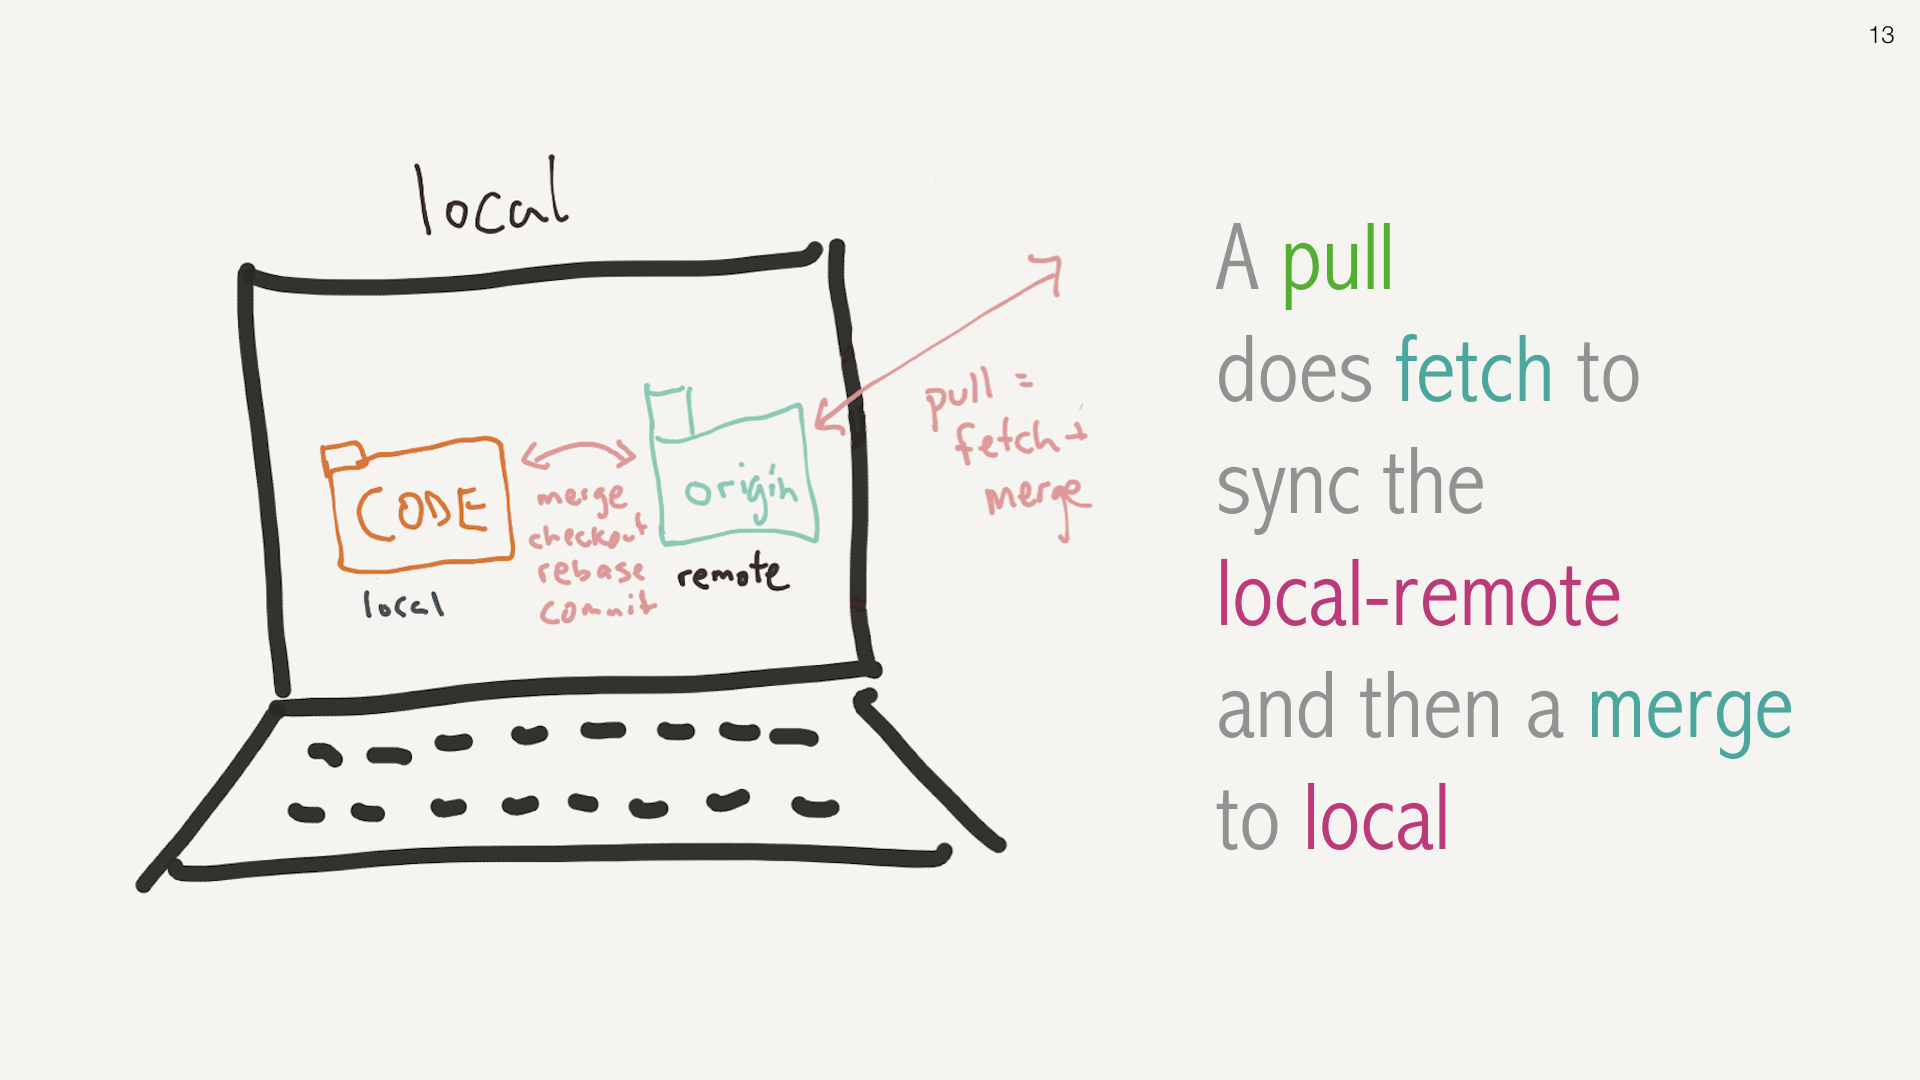 13
local
CODE
local
merge
checkout
rebase
commit
origin
remote
pull =
fetch +
merge
A pull
does fetch to
sync the
local-remote
and then a merge
to local